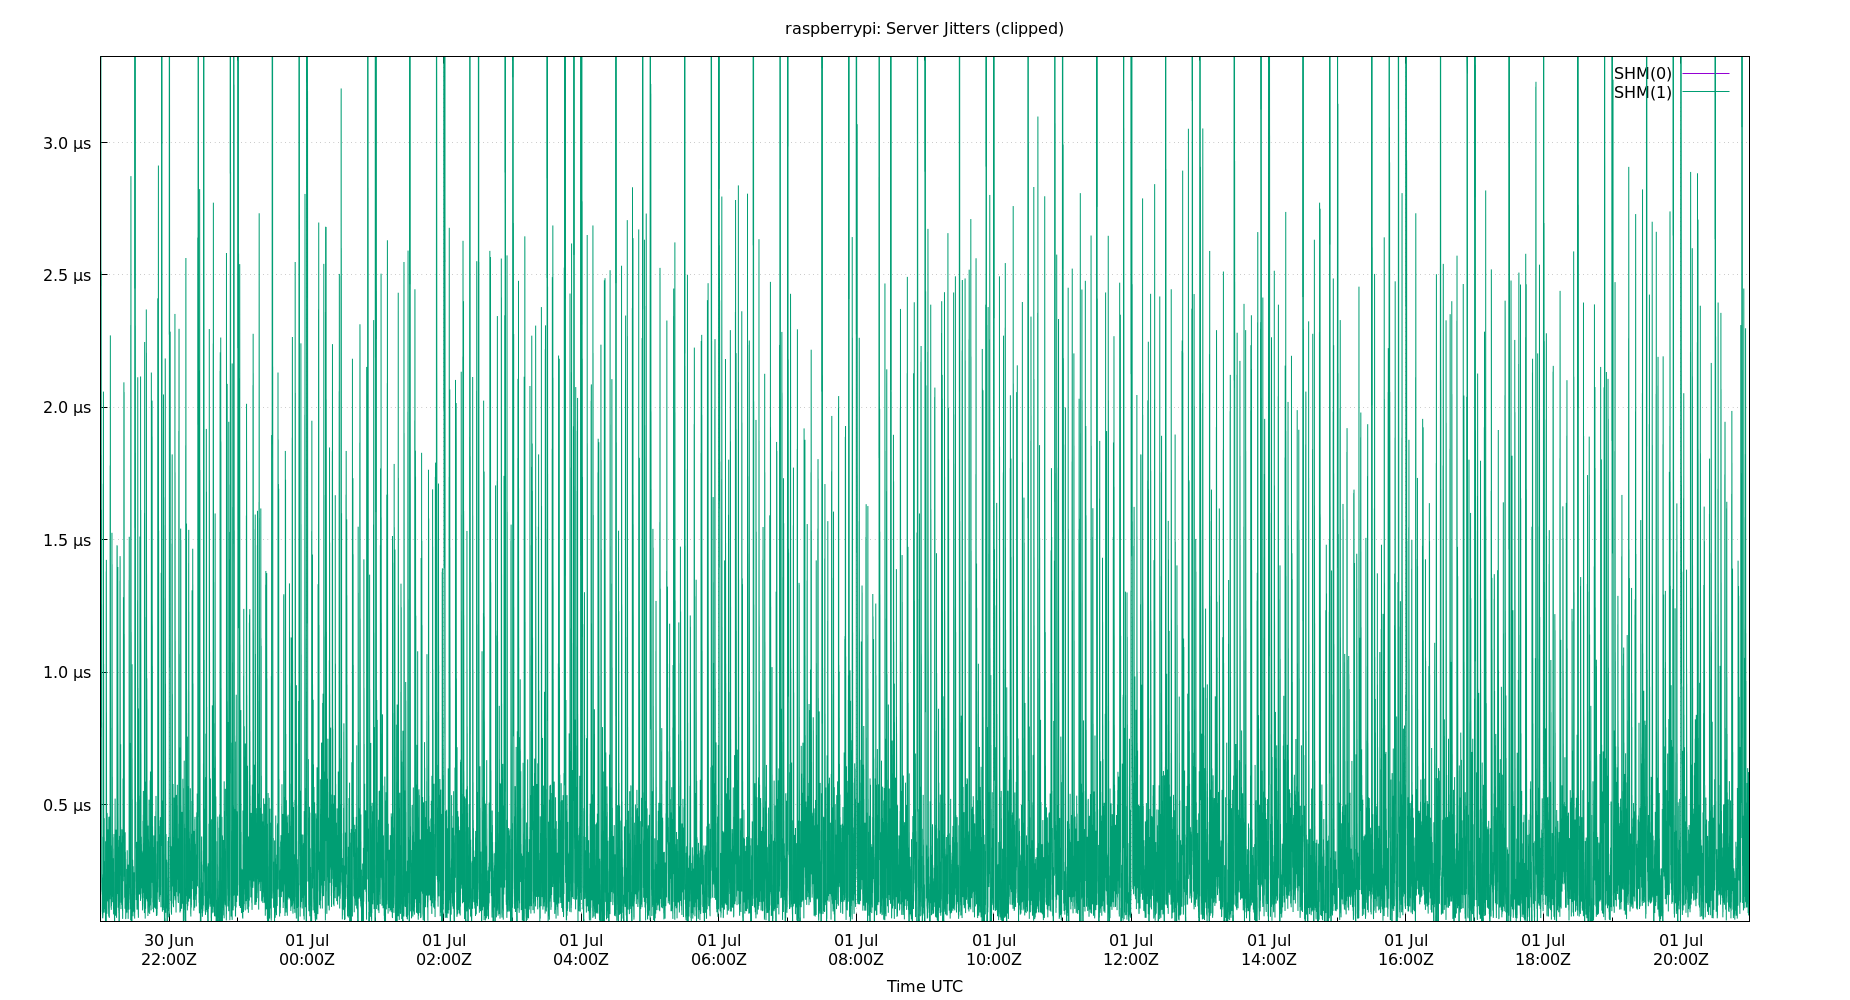 raspberrypi: Server Jitters (clipped)
SHM(0)
SHM(1)
3.0 µs
2.5 µs
2.0 µs
1.5 µs
1.0 µs
0.5 µs
30 Jun 01 Jul 01 Jul 01 Jul 01 Jul 01 Jul 01 Jul 01 Jul 01 Jul 01 Jul 01 Jul 01 Jul
22:00Z 00:00Z 02:00Z 04:00Z 06:00Z 08:00Z 10:00Z 12:00Z 14:00Z 16:00Z 18:00Z 20:00Z
Time UTC